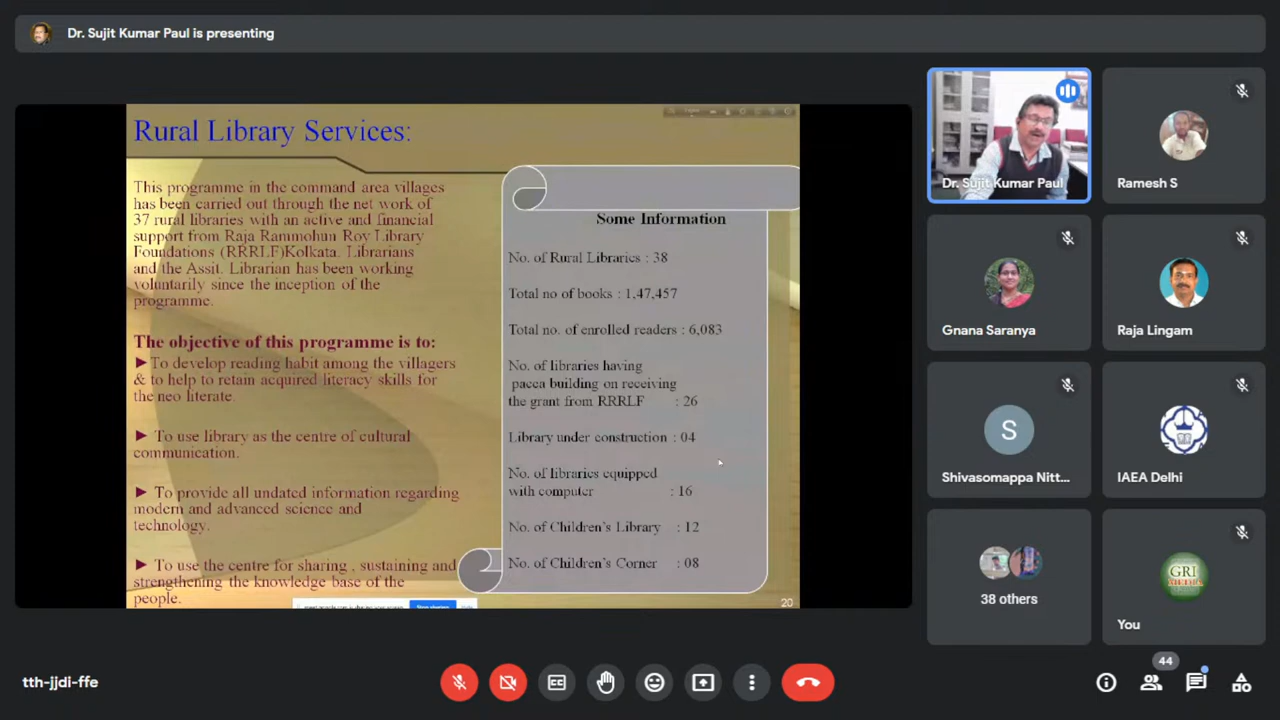 Dr. Sujit Kumar Paul is presenting
Rural Library Services:
This programme in the command area villages
has been carried out through the net work of
37 rural libraries with an active and financial
support from Raja Rammohun Roy Library
Foundations (RRRLF)Kolkata. Librarians
and the Assit. Librarian has been working
voluntarily since the inception of the
programme.
The objective of this programme is to:
►To develop reading habit among the villagers
& to help to retain acquired literacy skills for
the neo literate.
► To use library as the centre of cultural
communication.
► To provide all undated information regarding
modern and advanced science and
technology.
► To use the centre for sharing , sustaining and
strengthening the knowledge base of the
people.
Some Information
No. of Rural Libraries : 38
Total no of books : 1,47,457
Total no. of enrolled readers : 6,083
No. of libraries having
pacca building on receiving
the grant from RRRLF : 26
Library under construction : 04
No. of libraries equipped
with computer : 16
No. of Children's Library : 12
No. of Children's Corner : 08
20
Dr. Sujit Kumar Paul
Ramesh S
Gnana Saranya
Raja Lingam
S
Shivasomappa Nitt...
IAEA Delhi
38 others
GRI
You
tth-jjdi-ffe
CC
44